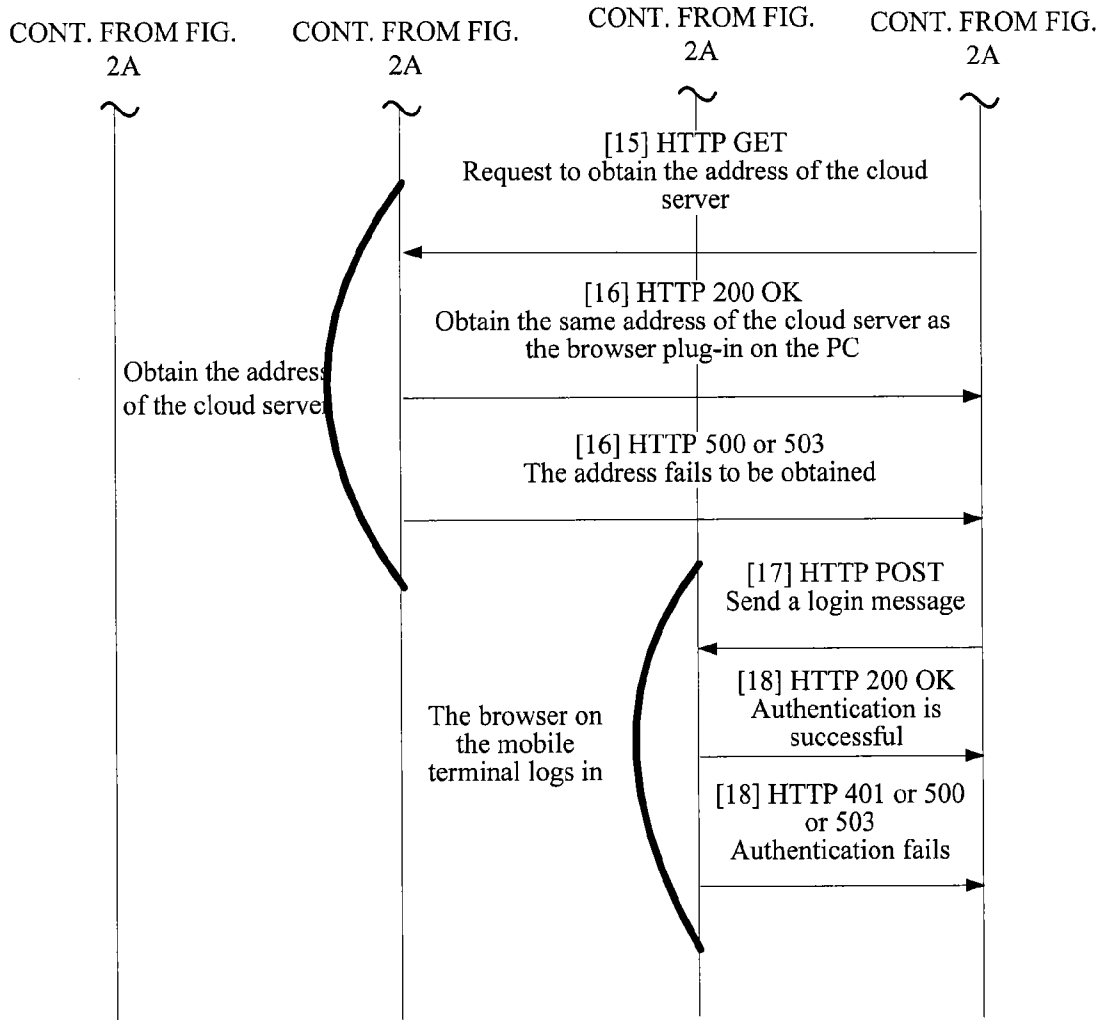 CONT. FROM FIG.
2A
CONT. FROM FIG.
2A
CONT. FROM FIG.
2A
CONT. FROM FIG.
2A
[15] HTTP GET
Request to obtain the address of the cloud
server
[16] HTTP 200 OK
Obtain the same address of the cloud server as
the browser plug-in on the PC
Obtain the address
of the cloud server
[16] HTTP 500 or 503
The address fails to be obtained
[17] HTTP POST
Send a login message
[18] HTTP 200 OK
Authentication is
successful
The browser on
the mobile
terminal logs in
[18] HTTP 401 or 500
or 503
Authentication fails